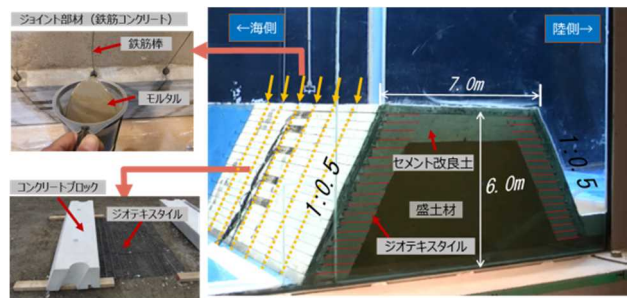 ジョイント部材（鉄筋コンクリート）
鉄筋棒
モルタル
コンクリートブロック
ジオテキスタイル
←海側
陸側→
7.0m
1:0.5
セメント改良土
6.0m
盛土材
ジオテキスタイル
1:0.5